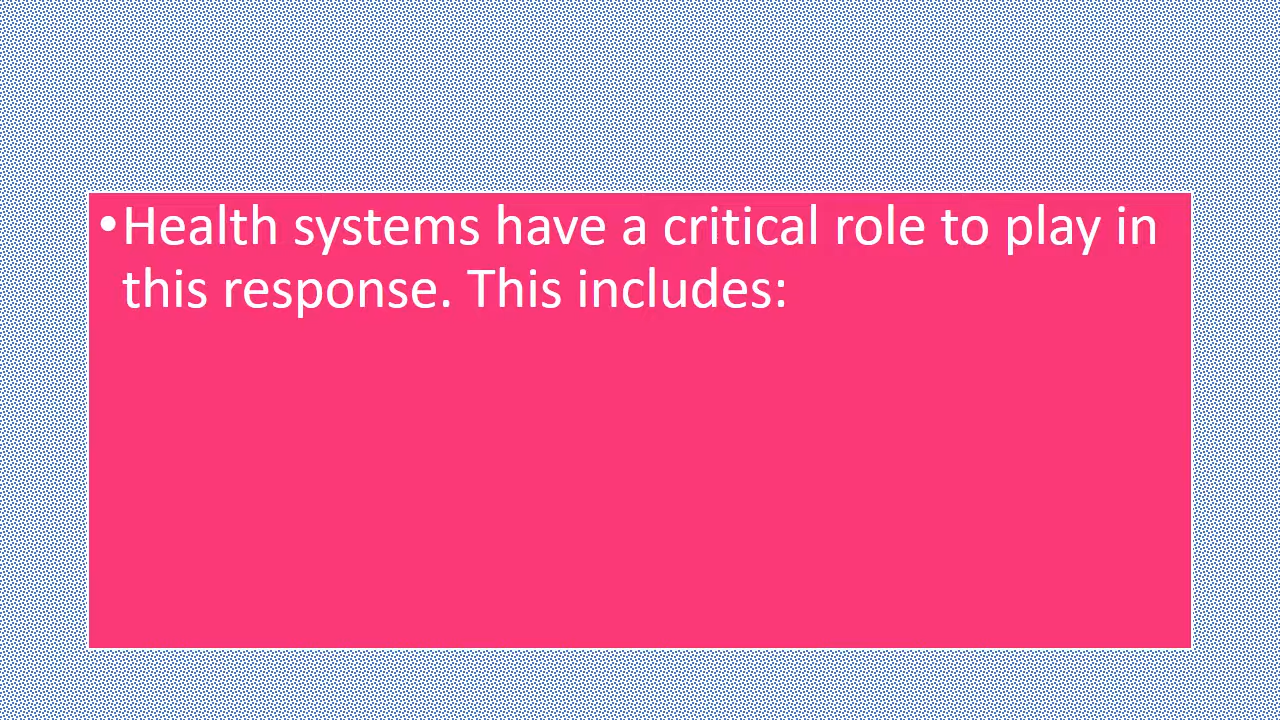 •Health systems have a critical role to play in
this response. This includes: